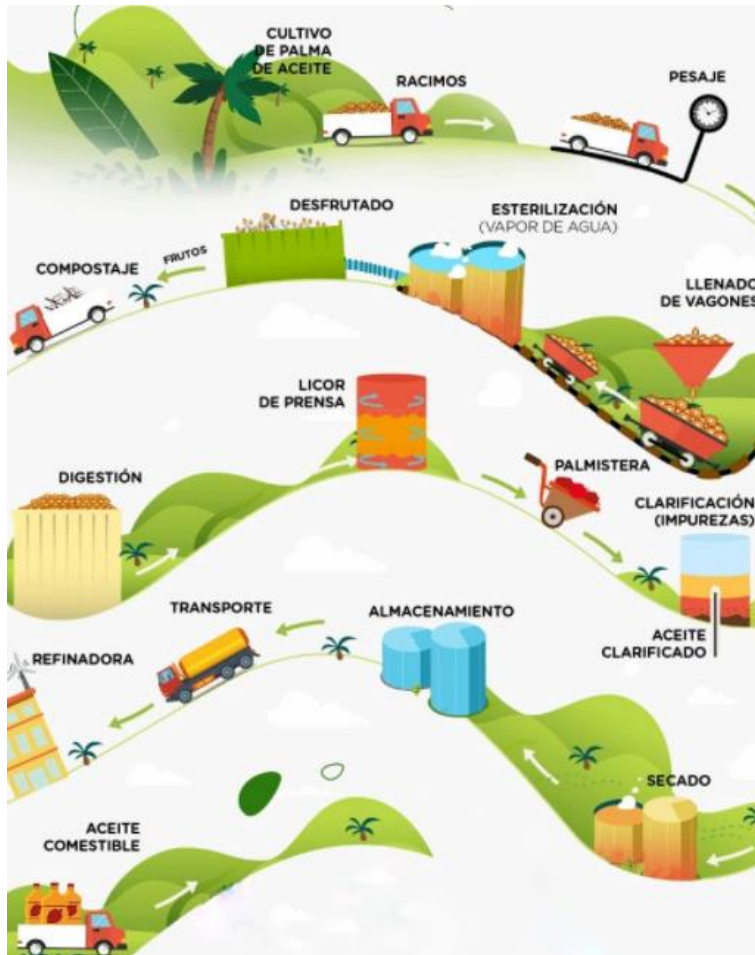 CULTIVO
DE PALMA
DE ACEITE
RACIMOS
PESAJE
DESFRUTADO
ESTERILIZACIÓN
(VAPOR DE AGUA)
FRUTOS
COMPOSTAJE
LLENADO
DE VAGONES
LICOR
DE PRENSA
PALMISTERA
DIGESTIÓN
CLARIFICACIÓN
(IMPUREZAS)
TRANSPORTE
ALMACENAMIENTO
ACEITE
CLARIFICADO
REFINADORA
SECADO
ACEITE
COMESTIBLE